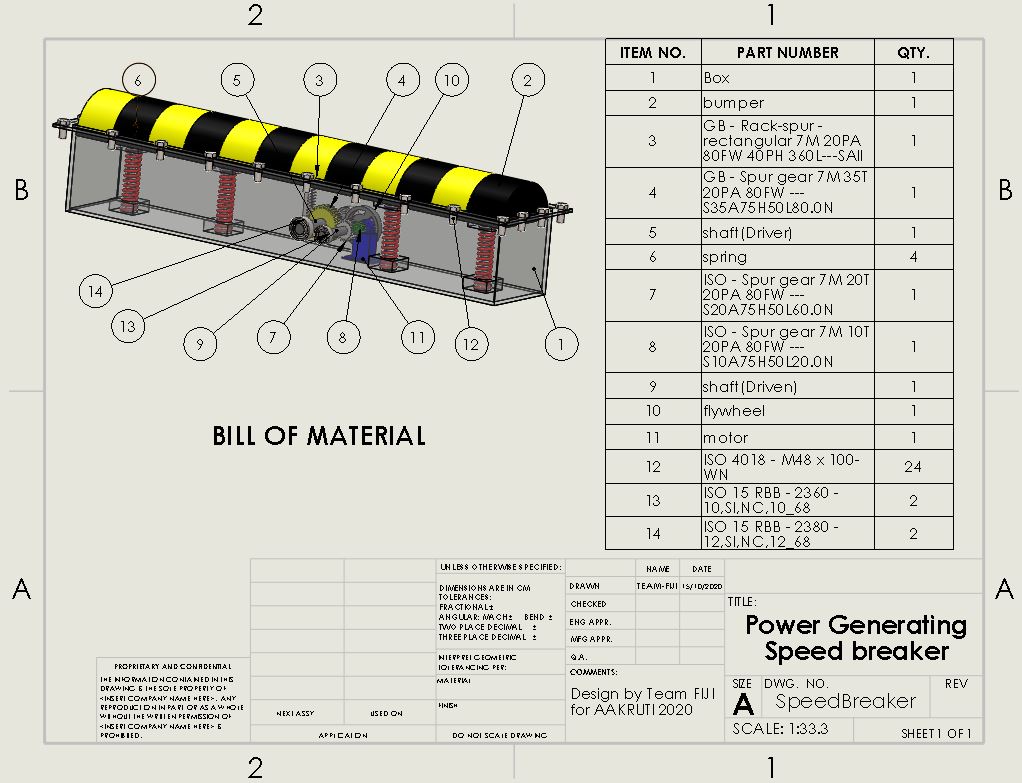 2 1
ITEM NO. PART NUMBER QTY.
1 Box 1
2 bumper 1
3 GB - Rack-spur -
rectangular 7M 20PA
80FW 40PH 360L---SAll 1
4 GB - Spur gear 7M 35T
20PA 80FW ---
S35A75H50L80.0N 1
5 shaft(Driver) 1
6 spring 4
7 ISO - Spur gear 7M 20T
20PA 80FW ---
S20A75H50L60.0N 1
8 ISO - Spur gear 7M 10T
20PA 80FW ---
S10A75H50L20.0N 1
9 shaft(Driven) 1
10 flywheel 1
11 motor 1
12 ISO 4018 - M48 x 100-
WN 24
13 ISO 15 RBB - 2360 -
10,SI,NC,10_68 2
14 ISO 15 RBB - 2380 -
12,SI,NC,12_68 2
6 5 3 4 10 2
B B
14 13 9 7 8 11 12 1
BILL OF MATERIAL
A A
UNLESS OTHERWISE SPECIFIED:
DIMENSIONS ARE IN CM
TOLERANCES:
FRACTIONAL ±
ANGULAR: MACH ± BEND ±
TWO PLACE DECIMAL ±
THREE PLACE DECIMAL ±
INTERPRET GEOMETRIC
TOLERANCING PER:
MATERIAL
FINISH
DO NOT SCALE DRAWING
NAME DATE
DRAWN TEAM-FIJI 15/10/2020
CHECKED
ENG APPR.
MFG APPR.
Q.A.
COMMENTS:
Design by Team FIJI
for AAKRUTI 2020
TITLE:
Power Generating
Speed breaker
SIZE DWG. NO. REV
A SpeedBreaker
SCALE: 1:33.3 SHEET 1 OF 1
PROPRIETARY AND CONFIDENTIAL
THE INFORMATION CONTAINED IN THIS
DRAWING IS THE SOLE PROPERTY OF
<INSERT COMPANY NAME HERE>. ANY
REPRODUCTION IN PART OR AS A WHOLE
WITHOUT THE WRITTEN PERMISSION OF
<INSERT COMPANY NAME HERE> IS
PROHIBITED.
NEXT ASSY USED ON
APPLICATION
2 1